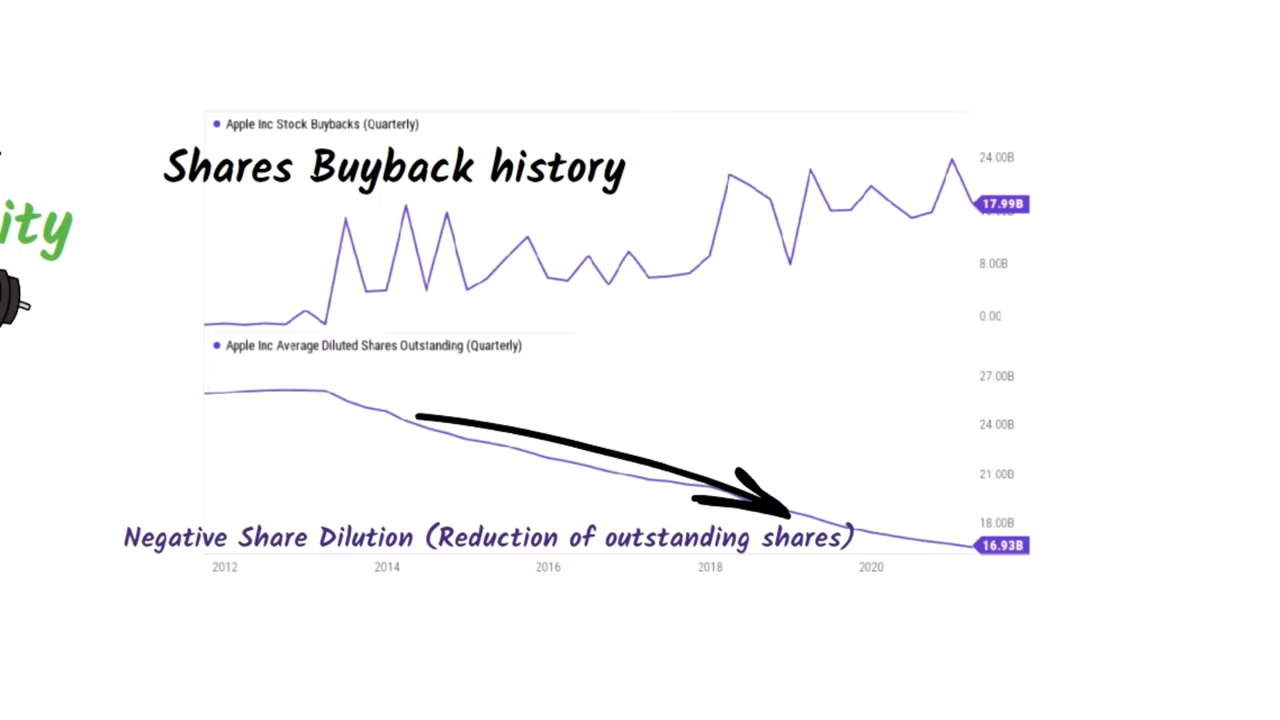 Apple Inc Stock Buybacks (Quarterly)
Shares Buyback history
24.00B
17.99B
8.00B
0.00
ity
Apple Inc Average Diluted Shares Outstanding (Quarterly)
27.00B
24.00B
21.00B
18.00B
Negative Share Dilution (Reduction of outstanding shares)
16.93B
2012 2014 2016 2018 2020